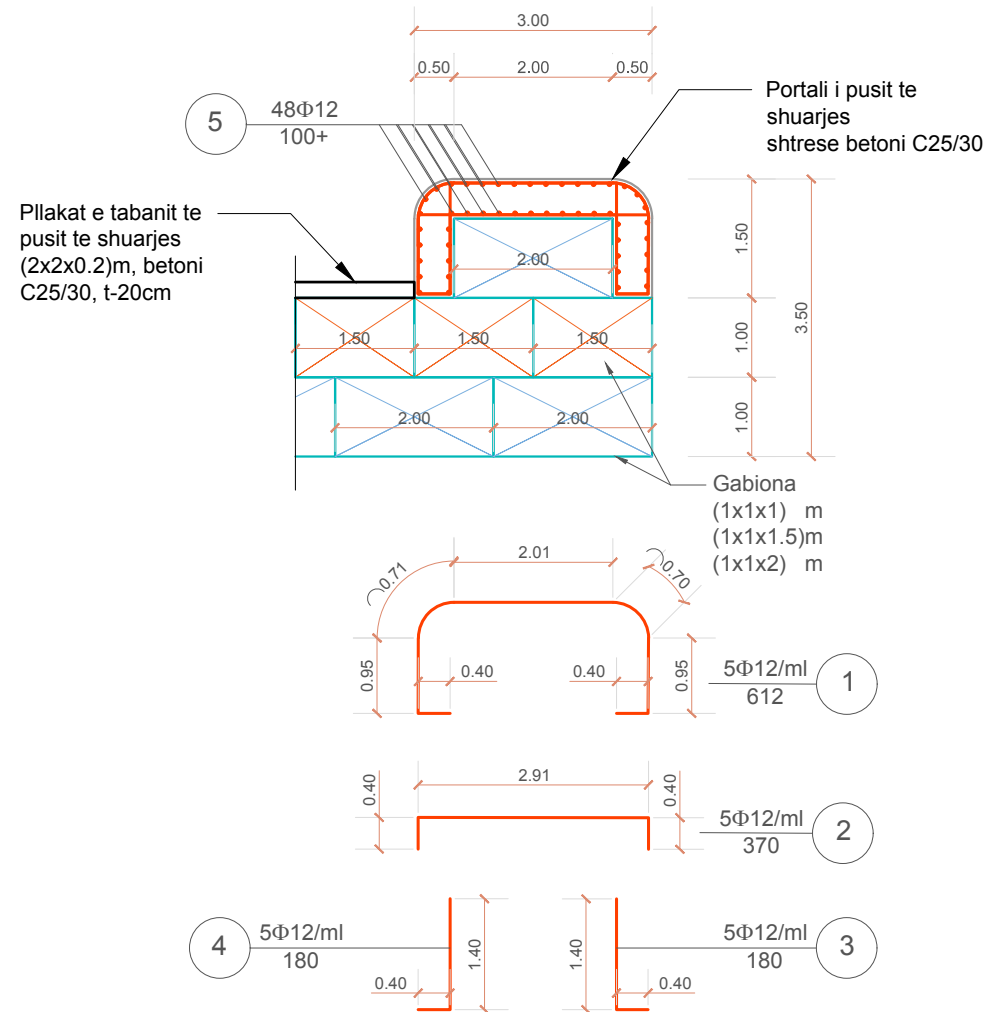 3.00
0.50
2.00
0.50
5
48Φ12
100+
Portali i pusit te
shuarjes
shtrese betoni C25/30
Pllakat e tabanit te
pusit te shuarjes
(2x2x0.2)m, betoni
C25/30, t-20cm
2.00
1.50
1.50
1.50
2.00
2.00
1.50
1.00
1.00
3.50
Gabiona
(1x1x1) m
(1x1x1.5)m
(1x1x2) m
0.71
2.01
0.70
0.95
0.40
0.40
0.95
5Φ12/ml
612
1
0.40
2.91
0.40
5Φ12/ml
370
2
4
5Φ12/ml
180
0.40
1.40
1.40
0.40
5Φ12/ml
180
3